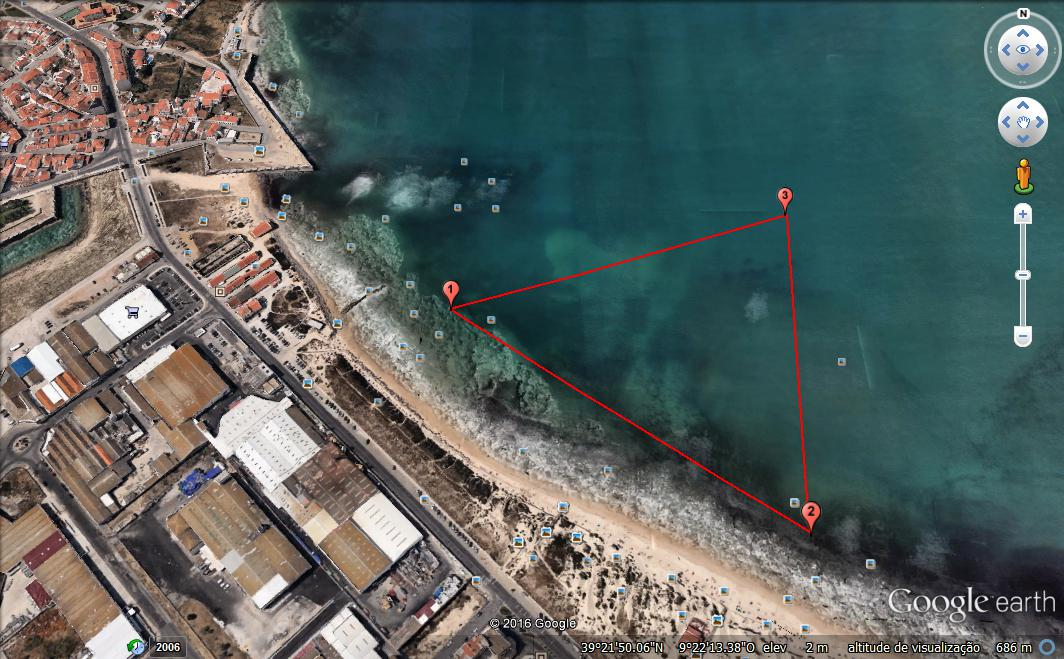 N
3
1
2
Google earth
© 2016 Google
2006
39°21'50.06"N 9°22'13.38"O elev 2 m altitude de visualização 686 m